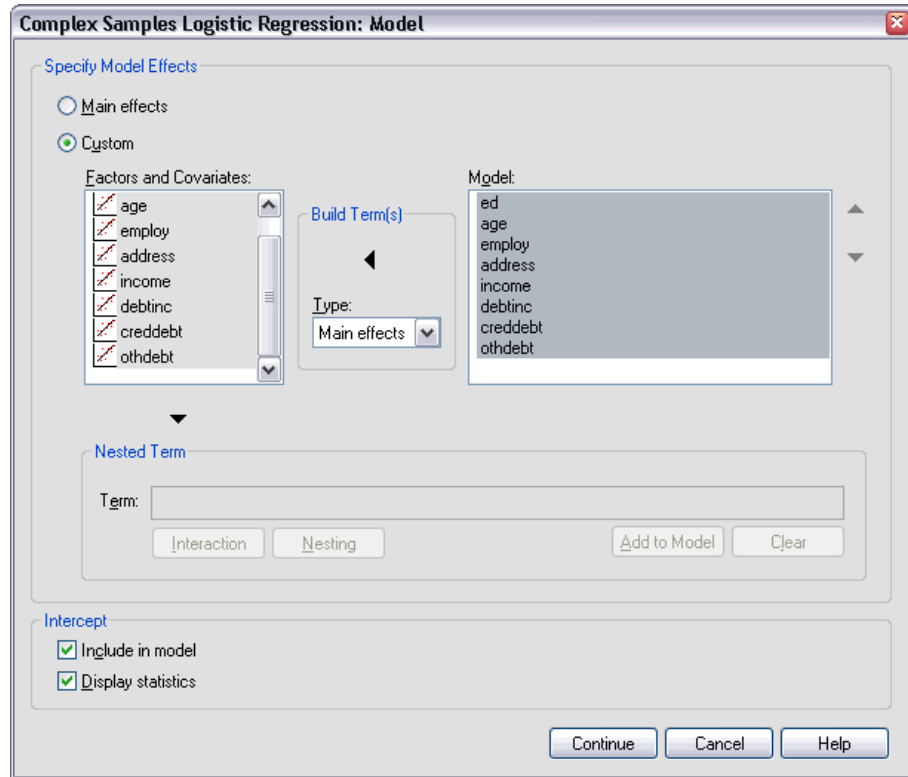 Complex Samples Logistic Regression: Model
Specify Model Effects
Main effects
Custom
Factors and Covariates:
age
employ
address
income
debtinc
creddebt
othdebt
Build Term(s)
Type:
Main effects
Model:
ed
age
employ
address
income
debtinc
creddebt
othdebt
Nested Term
Term:
Interaction
Nesting
Add to Model
Clear
Intercept
Include in model
Display statistics
Continue
Cancel
Help